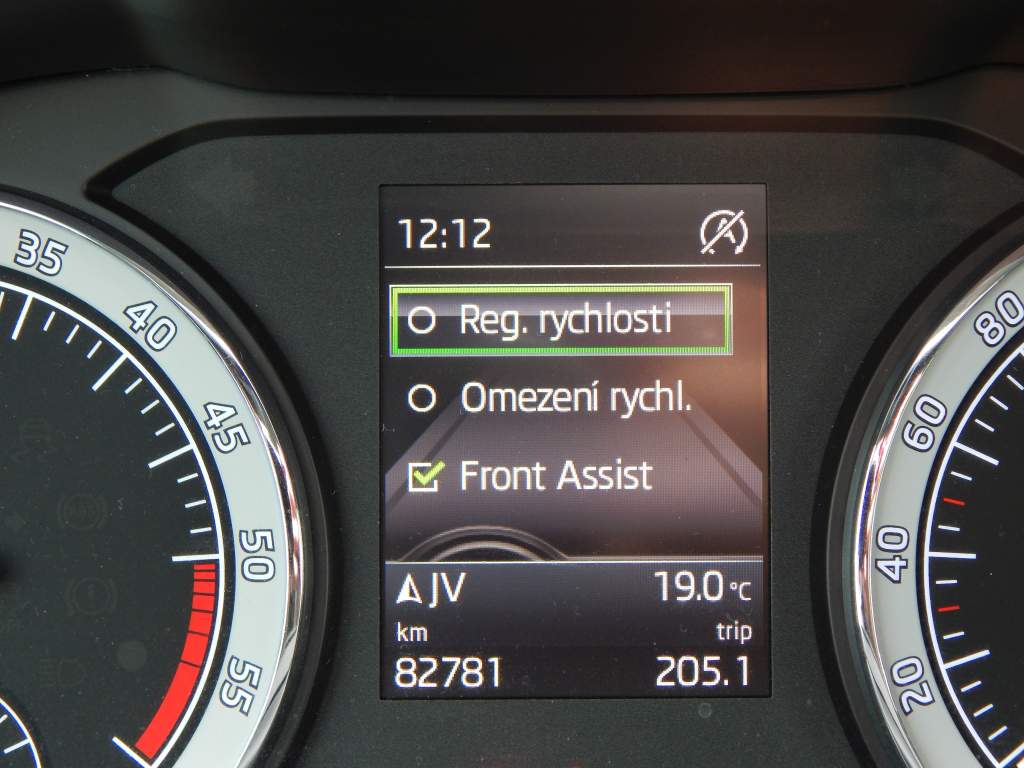 12:12
Reg. rychlosti
Omezení rychl.
Front Assist
JV 19.0 °C
km trip
82781 205.1
35
40
45
50
55
80
60
40
20